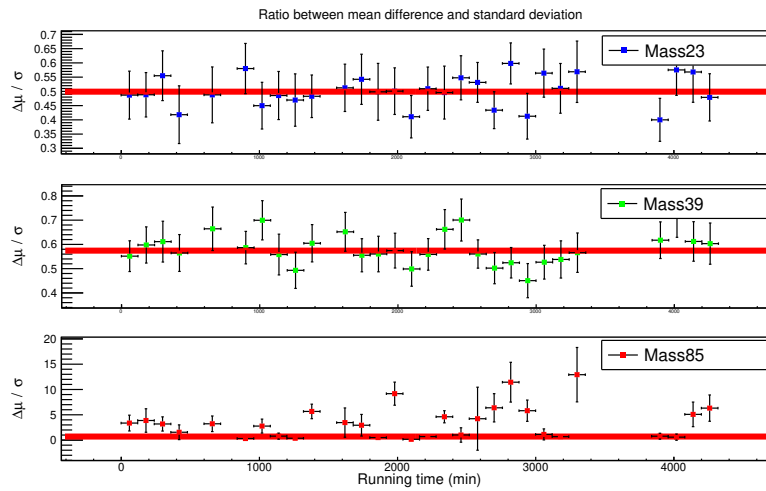 Ratio between mean difference and standard deviation
Δμ / σ
0.7
0.65
0.6
0.55
0.5
0.45
0.4
0.35
0.3
Mass23
0 1000 2000 3000 4000
Δμ / σ
0.8
0.7
0.6
0.5
0.4
Mass39
0 1000 2000 3000 4000
Δμ / σ
20
15
10
5
0
Mass85
0 1000 2000 3000 4000
Running time (min)